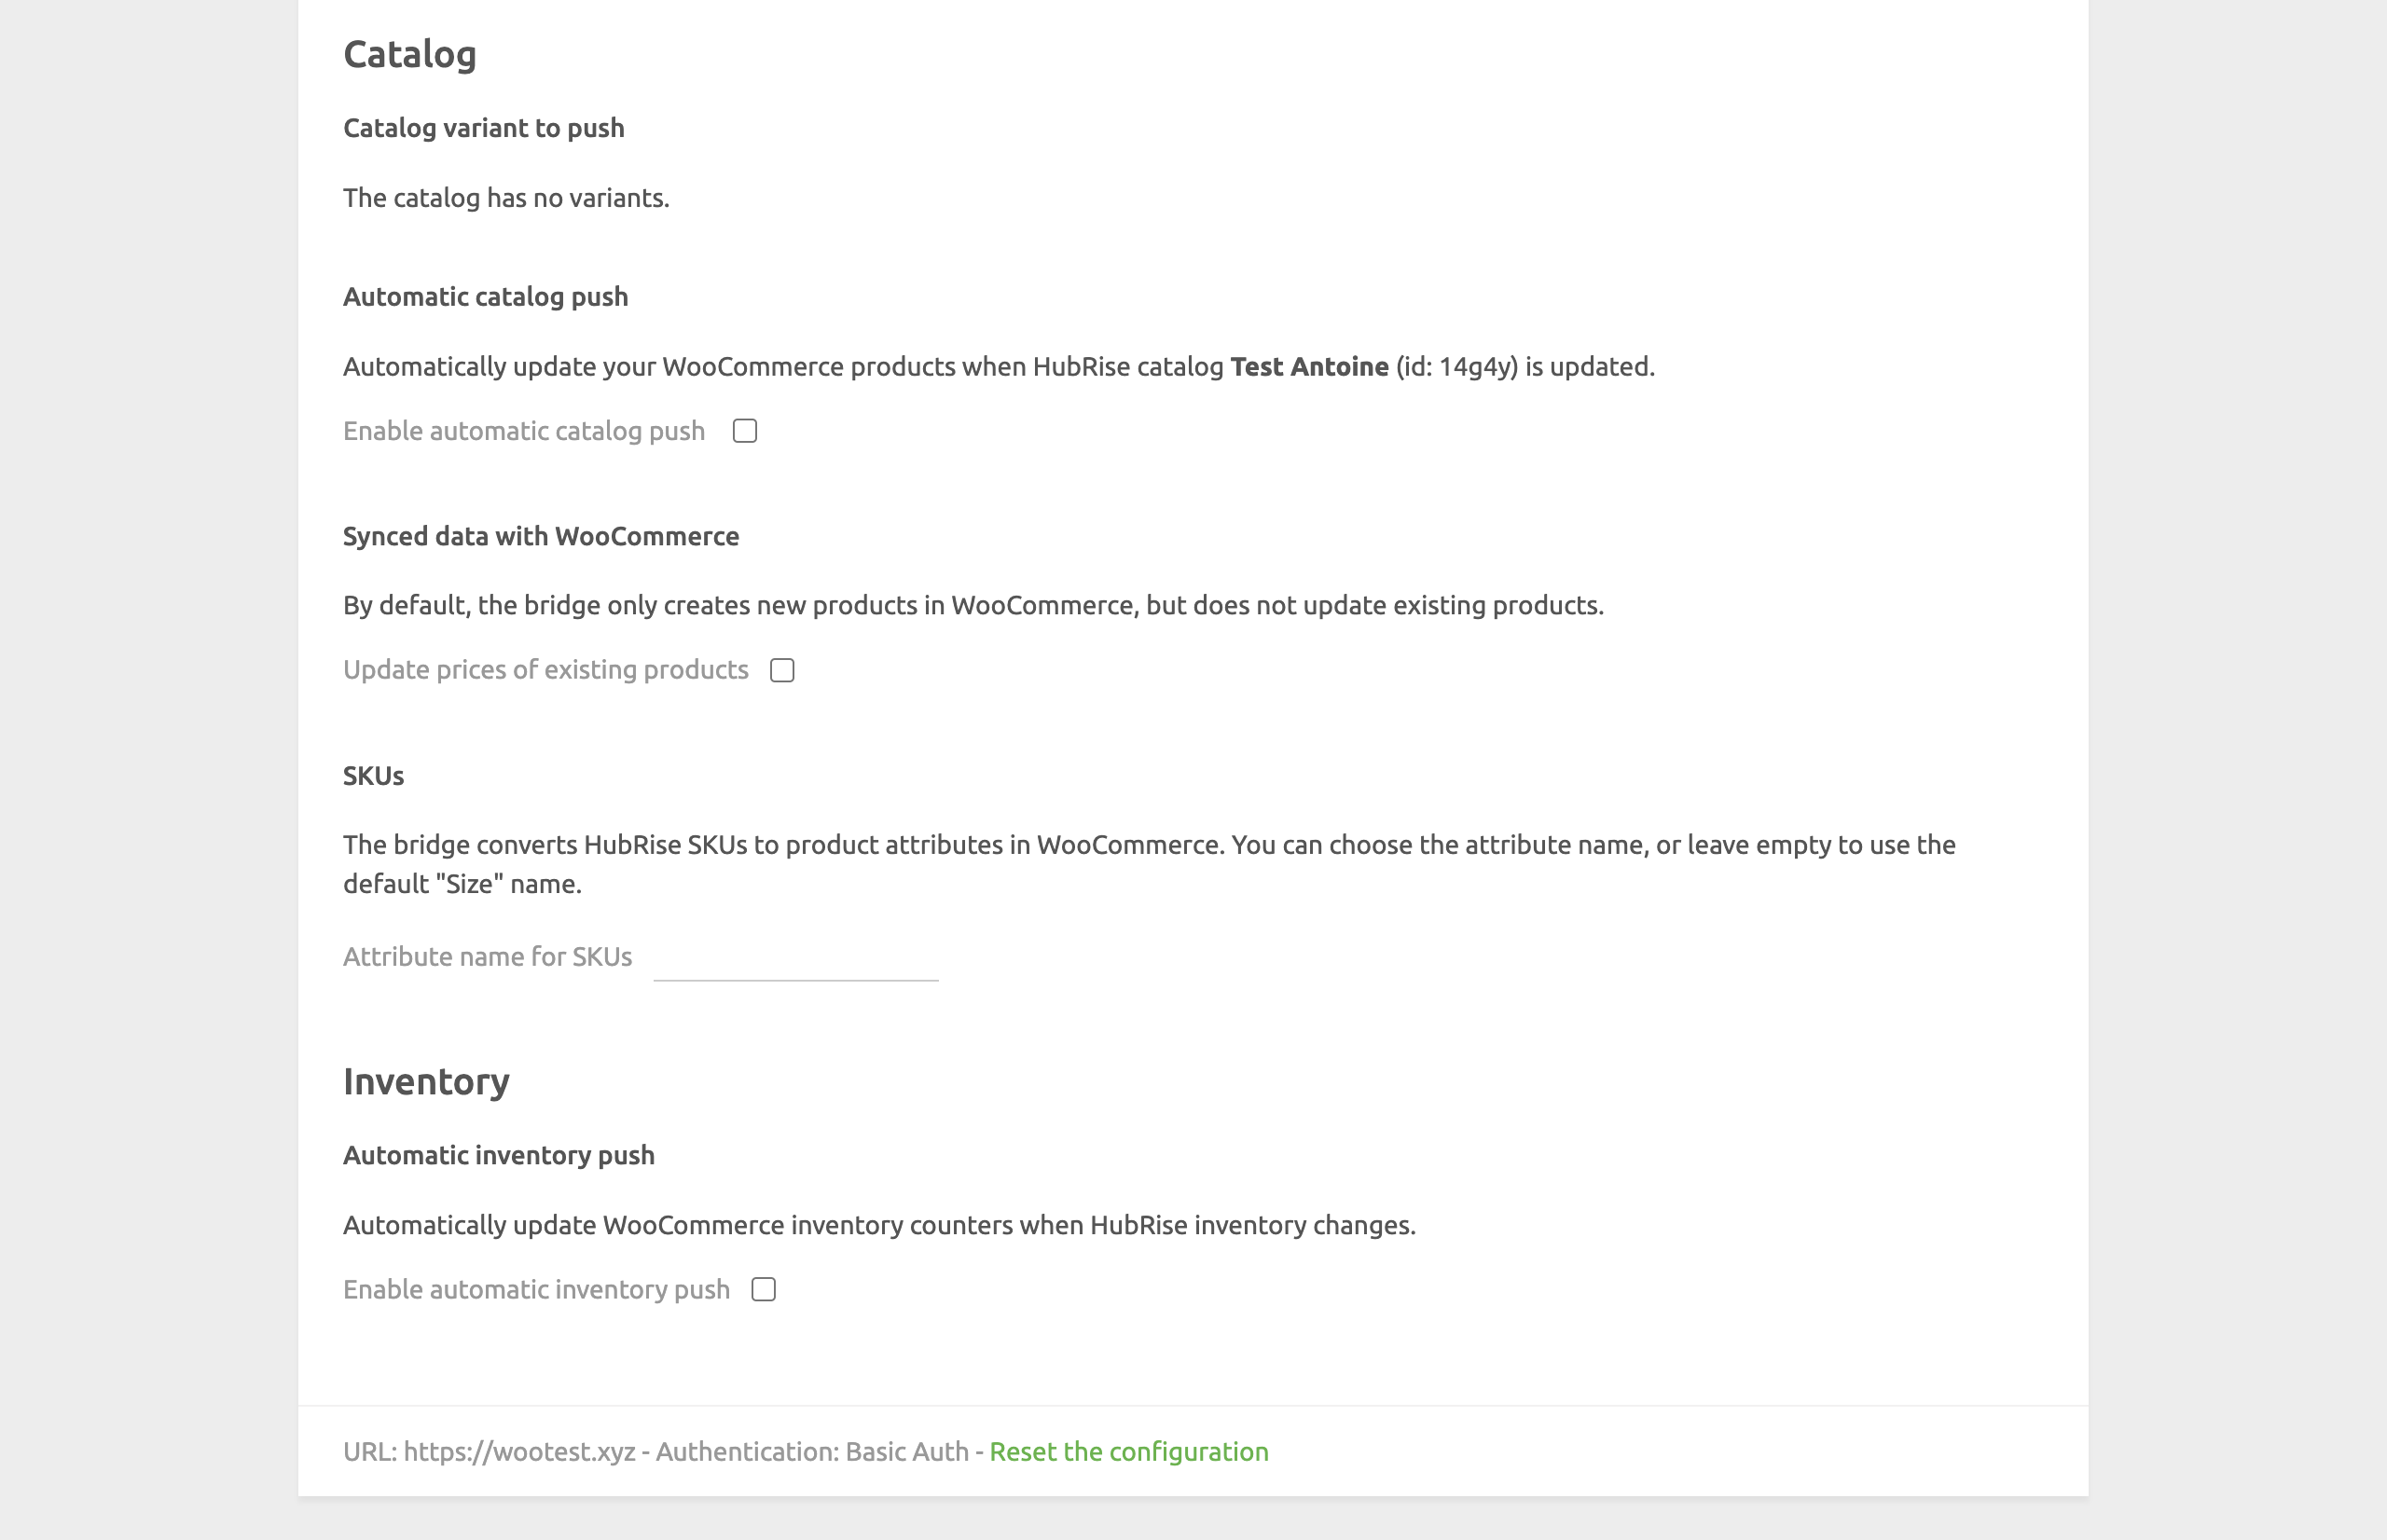 Catalog
Catalog variant to push
The catalog has no variants.
Automatic catalog push
Automatically update your WooCommerce products when HubRise catalog Test Antoine (id: 14g4y) is updated.
Enable automatic catalog push
Synced data with WooCommerce
By default, the bridge only creates new products in WooCommerce, but does not update existing products.
Update prices of existing products
SKUs
The bridge converts HubRise SKUs to product attributes in WooCommerce. You can choose the attribute name, or leave empty to use the
default "Size" name.
Attribute name for SKUs
Inventory
Automatic inventory push
Automatically update WooCommerce inventory counters when HubRise inventory changes.
Enable automatic inventory push
URL: https://wootest.xyz - Authentication: Basic Auth - Reset the configuration